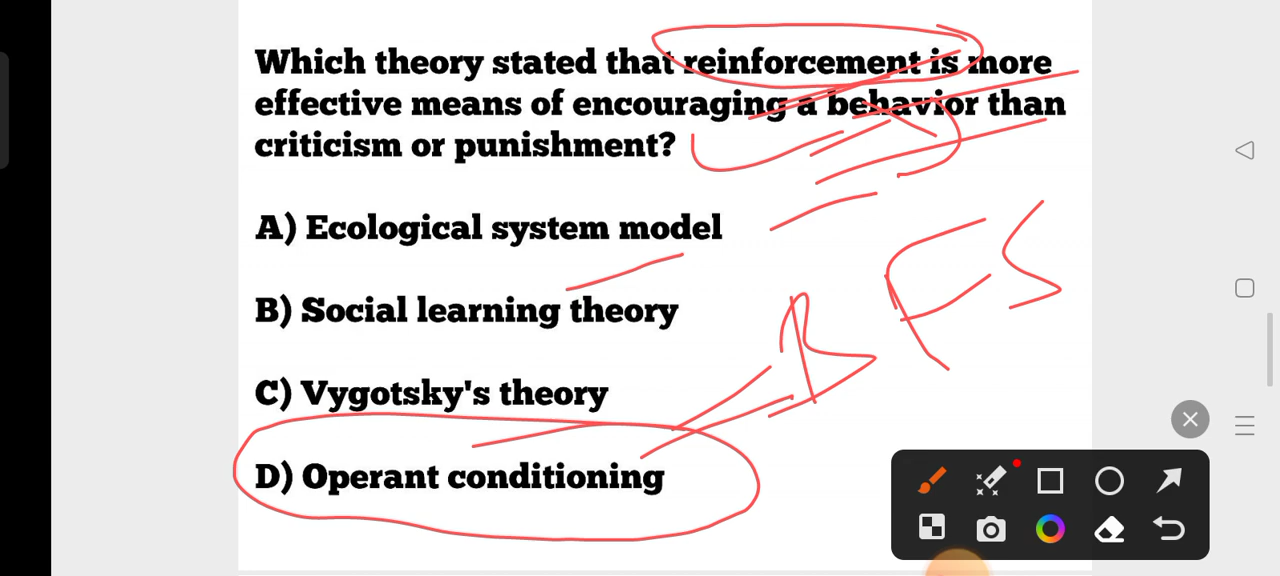 Which theory stated that reinforcement is more
effective means of encouraging a behavior than
criticism or punishment?
A) Ecological system model
B) Social learning theory
C) Vygotsky's theory
D) Operant conditioning
B F S